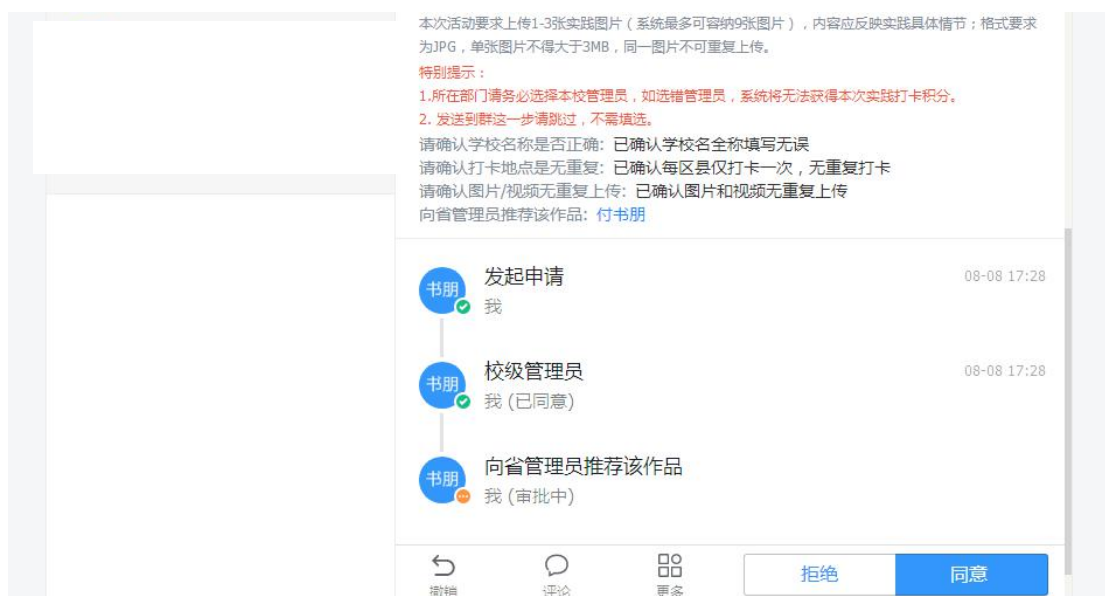 本次活动要求上传1-3张实践图片（系统最多可容纳9张图片），内容应反映实践具体情节；格式要求
为JPG，单张图片不得大于3MB，同一图片不可重复上传。
特别提示：
1.所在部门请务必选择本校管理员，如选错管理员，系统将无法获得本次实践打卡积分。
2. 发送到群这一步请跳过，不需填选。
请确认学校名称是否正确: 已确认学校名全称填写无误
请确认打卡地点是无重复: 已确认每区县仅打卡一次，无重复打卡
请确认图片/视频无重复上传: 已确认图片和视频无重复上传
向省管理员推荐该作品: 付书朋
书朋 发起申请 08-08 17:28
我
书朋 校级管理员 08-08 17:28
我 (已同意)
书朋 向省管理员推荐该作品
我 (审批中)
撤销 评论 更多 拒绝 同意